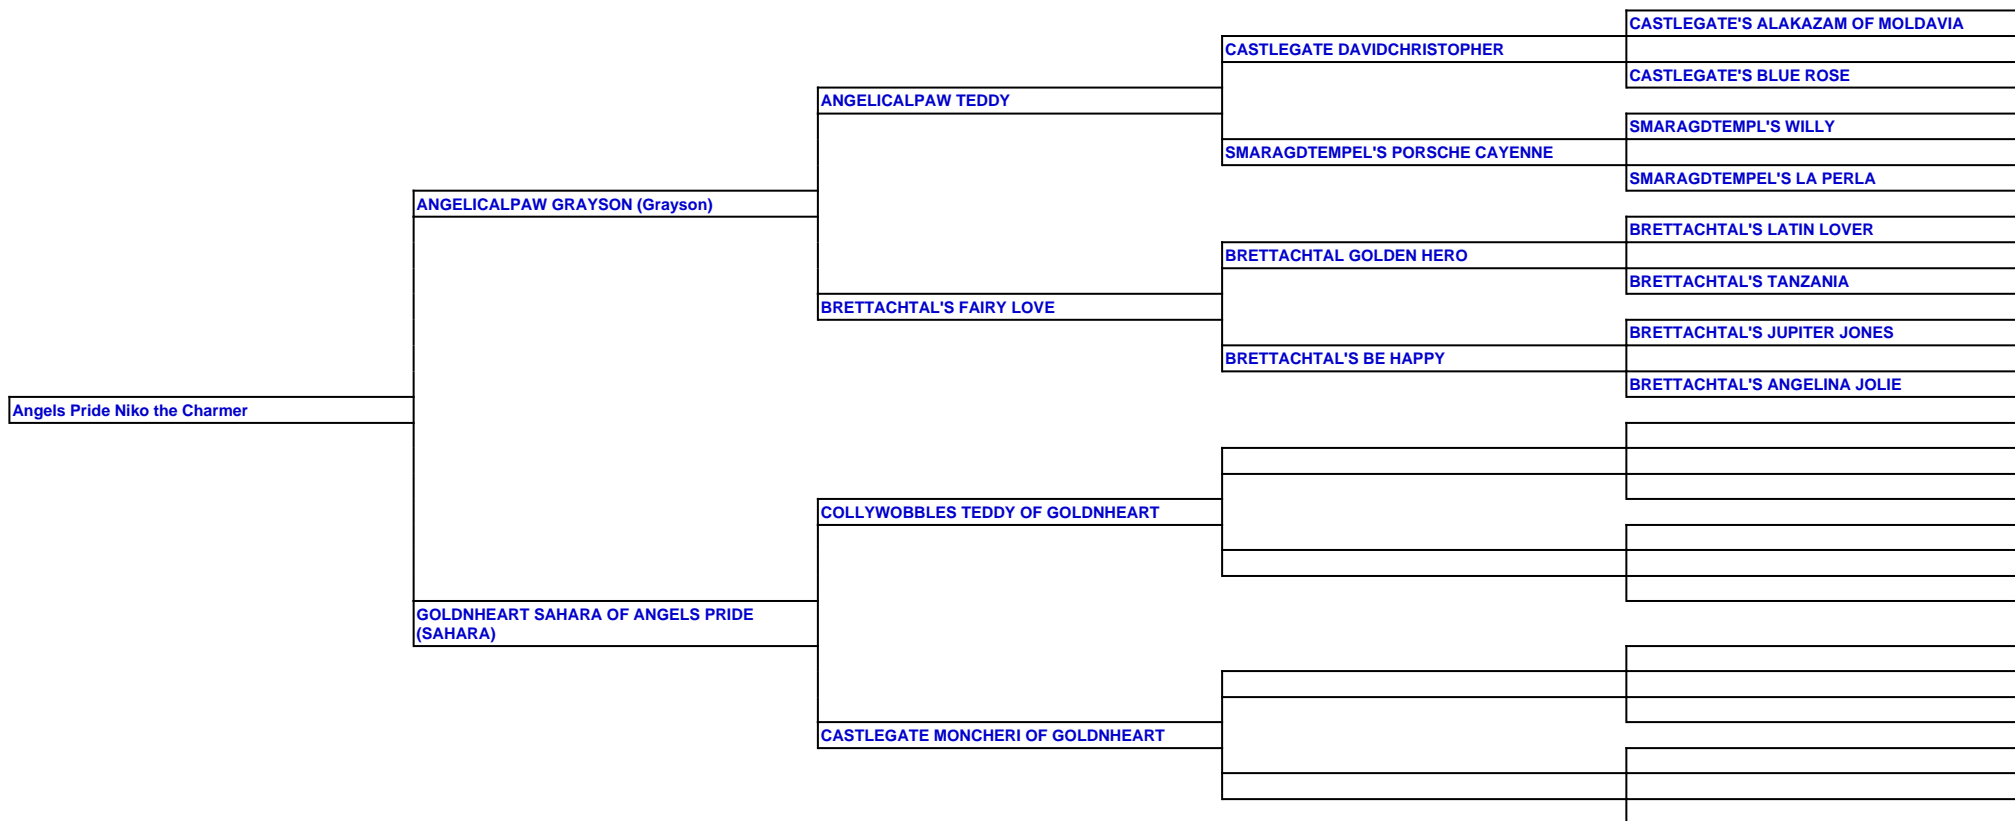 CASTLEGATE'S ALAKAZAM OF MOLDAVIA
CASTLEGATE DAVIDCHRISTOPHER
CASTLEGATE'S BLUE ROSE
ANGELICALPAW TEDDY
SMARAGDTEMPL'S WILLY
SMARAGDTEMPEL'S PORSCHE CAYENNE
SMARAGDTEMPEL'S LA PERLA
ANGELICALPAW GRAYSON (Grayson)
BRETTACHTAL'S LATIN LOVER
BRETTACHTAL GOLDEN HERO
BRETTACHTAL'S TANZANIA
BRETTACHTAL'S FAIRY LOVE
BRETTACHTAL'S JUPITER JONES
BRETTACHTAL'S BE HAPPY
BRETTACHTAL'S ANGELINA JOLIE
Angels Pride Niko the Charmer
COLLYWOBBLES TEDDY OF GOLDNHEART
GOLDNHEART SAHARA OF ANGELS PRIDE
(SAHARA)
CASTLEGATE MONCHERI OF GOLDNHEART